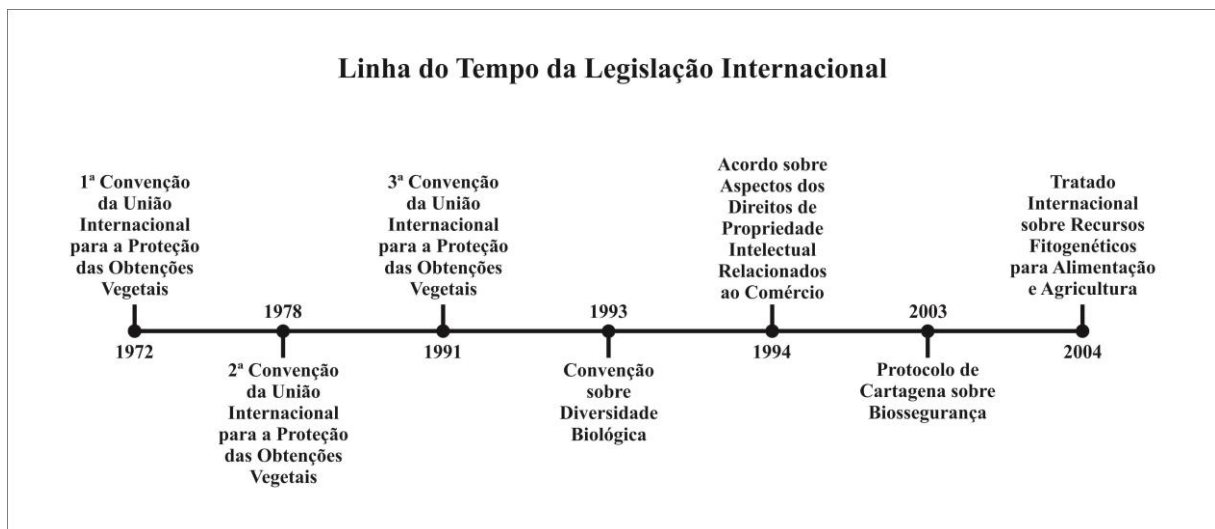 Linha do Tempo da Legislação Internacional
1ª Convenção
da União
Internacional
para a Proteção
das Obtenções
Vegetais
1972
1978
2ª Convenção
da União
Internacional
para a Proteção
das Obtenções
Vegetais
3ª Convenção
da União
Internacional
para a Proteção
das Obtenções
Vegetais
1991
1993
Convenção
sobre
Diversidade
Biológica
Acordo sobre
Aspectos dos
Direitos de
Propriedade
Intelectual
Relacionados
ao Comércio
1994
2003
Protocolo de
Cartagena sobre
Biossegurança
Tratado
Internacional
sobre Recursos
Fitogenéticos
para Alimentação
e Agricultura
2004